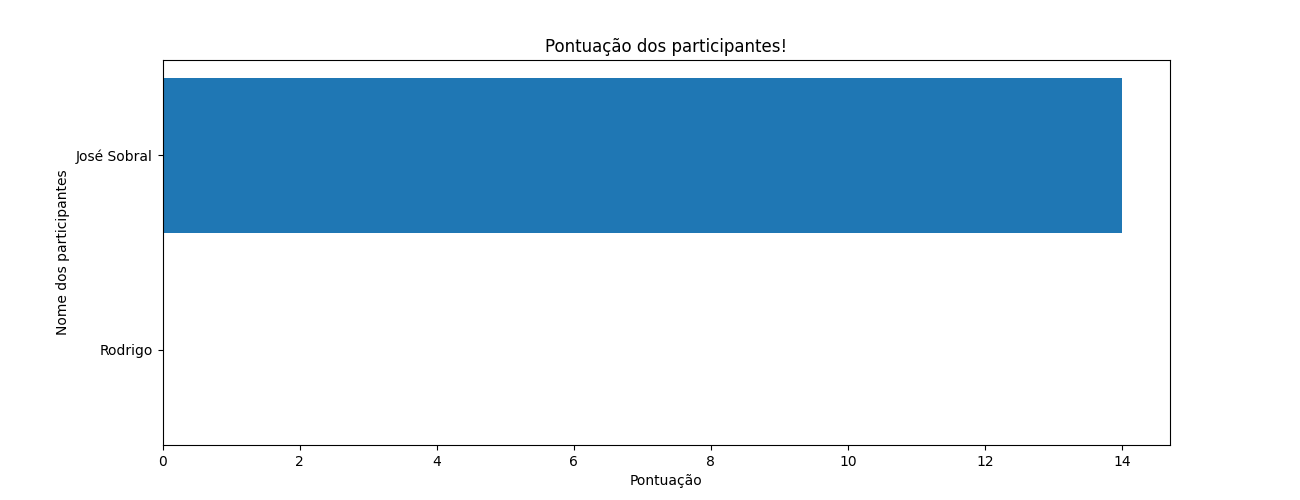 Pontuação dos participantes!
Nome dos participantes
José Sobral
Rodrigo
0 2 4 6 8 10 12 14
Pontuação